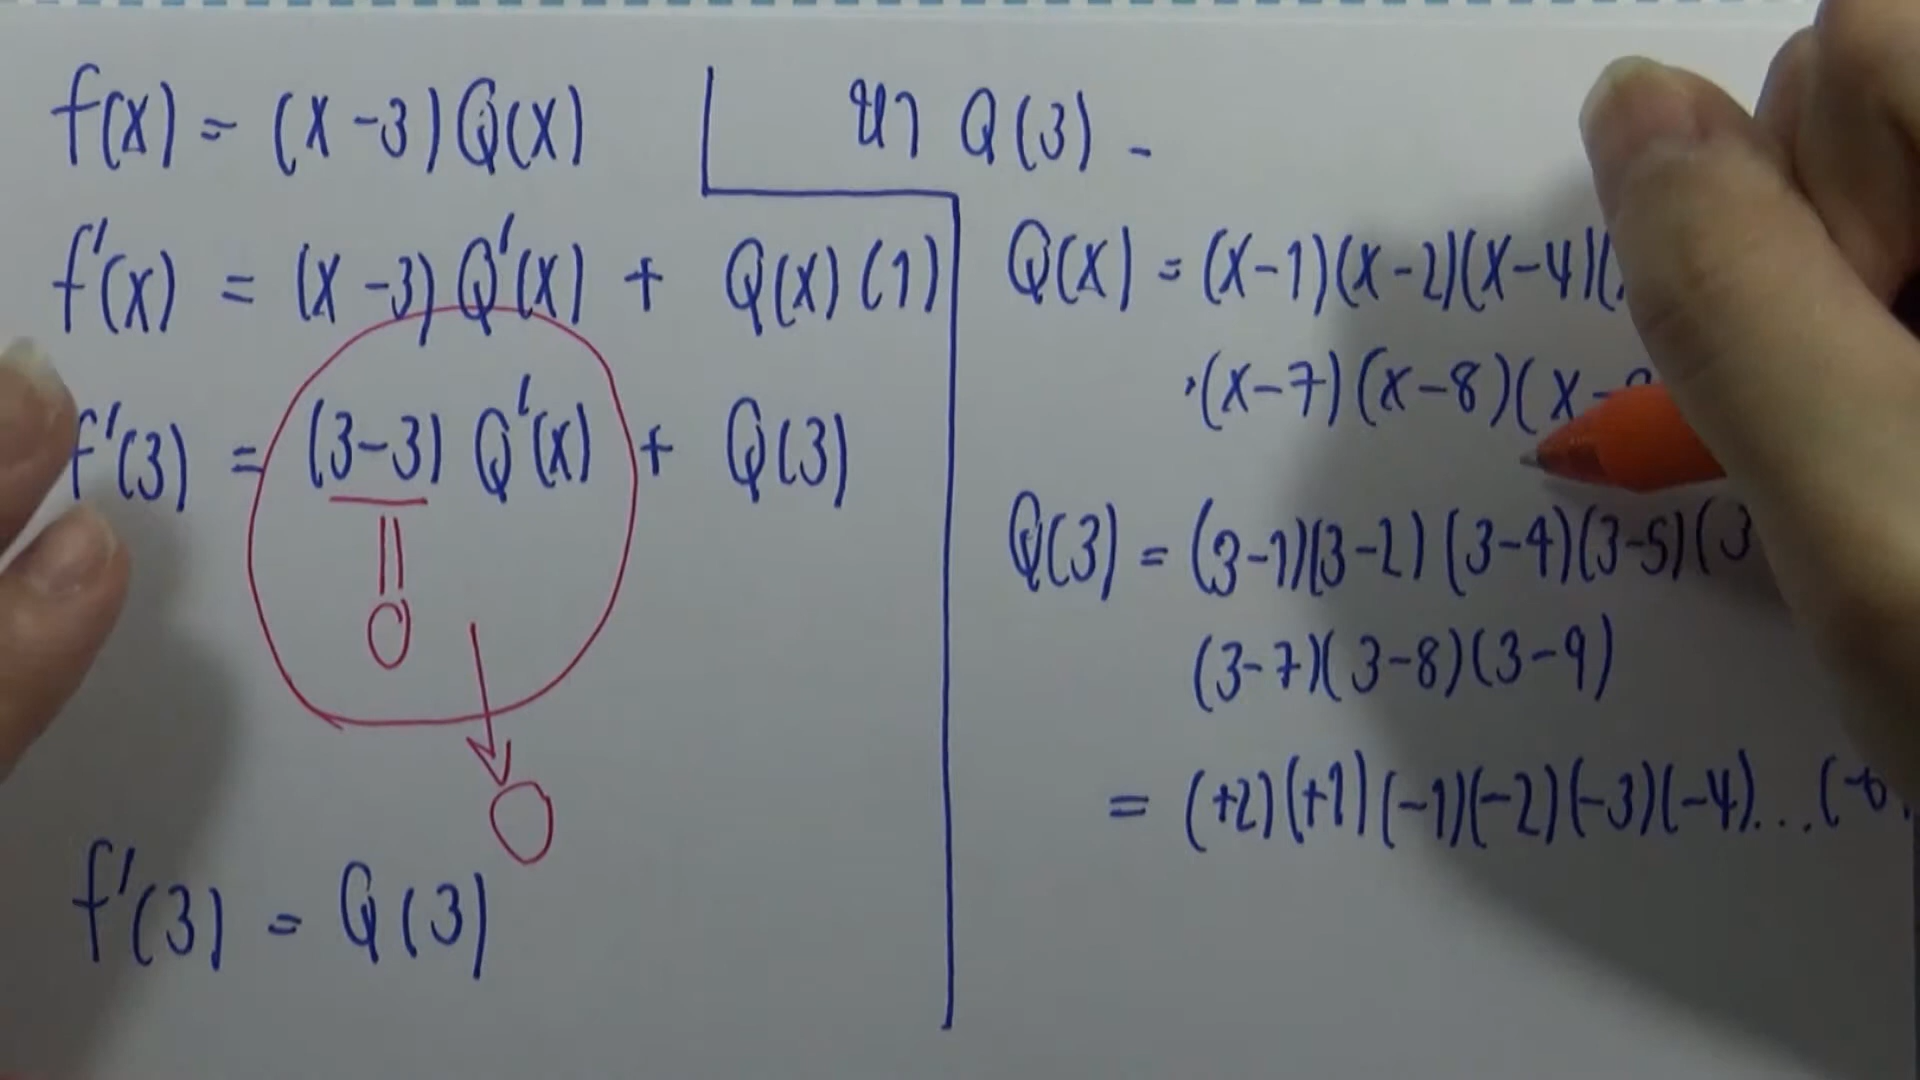 f(x) = (x-3)Q(x)
f'(x) = (x-3)Q'(x) + Q(x)(1)
f'(3) = (3-3) Q'(x) + Q(3)
=
0
0
f'(3) = Q(3)
หา Q(3) -
Q(x) = (x-1)(x-2)(x-4)(
·(x-7)(x-8)(x-
Q(3) = (3-1)(3-2)(3-4)(3-5)(3
(3-7)(3-8)(3-9)
= (+2)(+1)(-1)(-2)(-3)(-4)...(-6